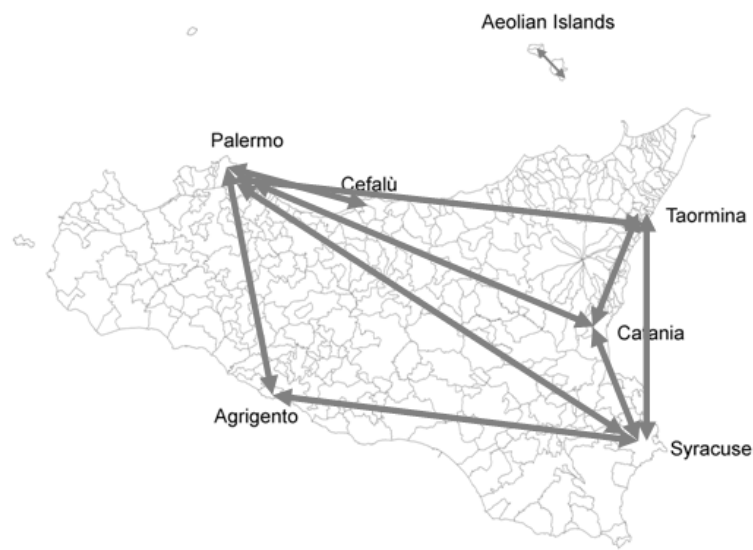 Aeolian Islands
Palermo
Cefalù
Taormina
Catania
Agrigento
Syracuse